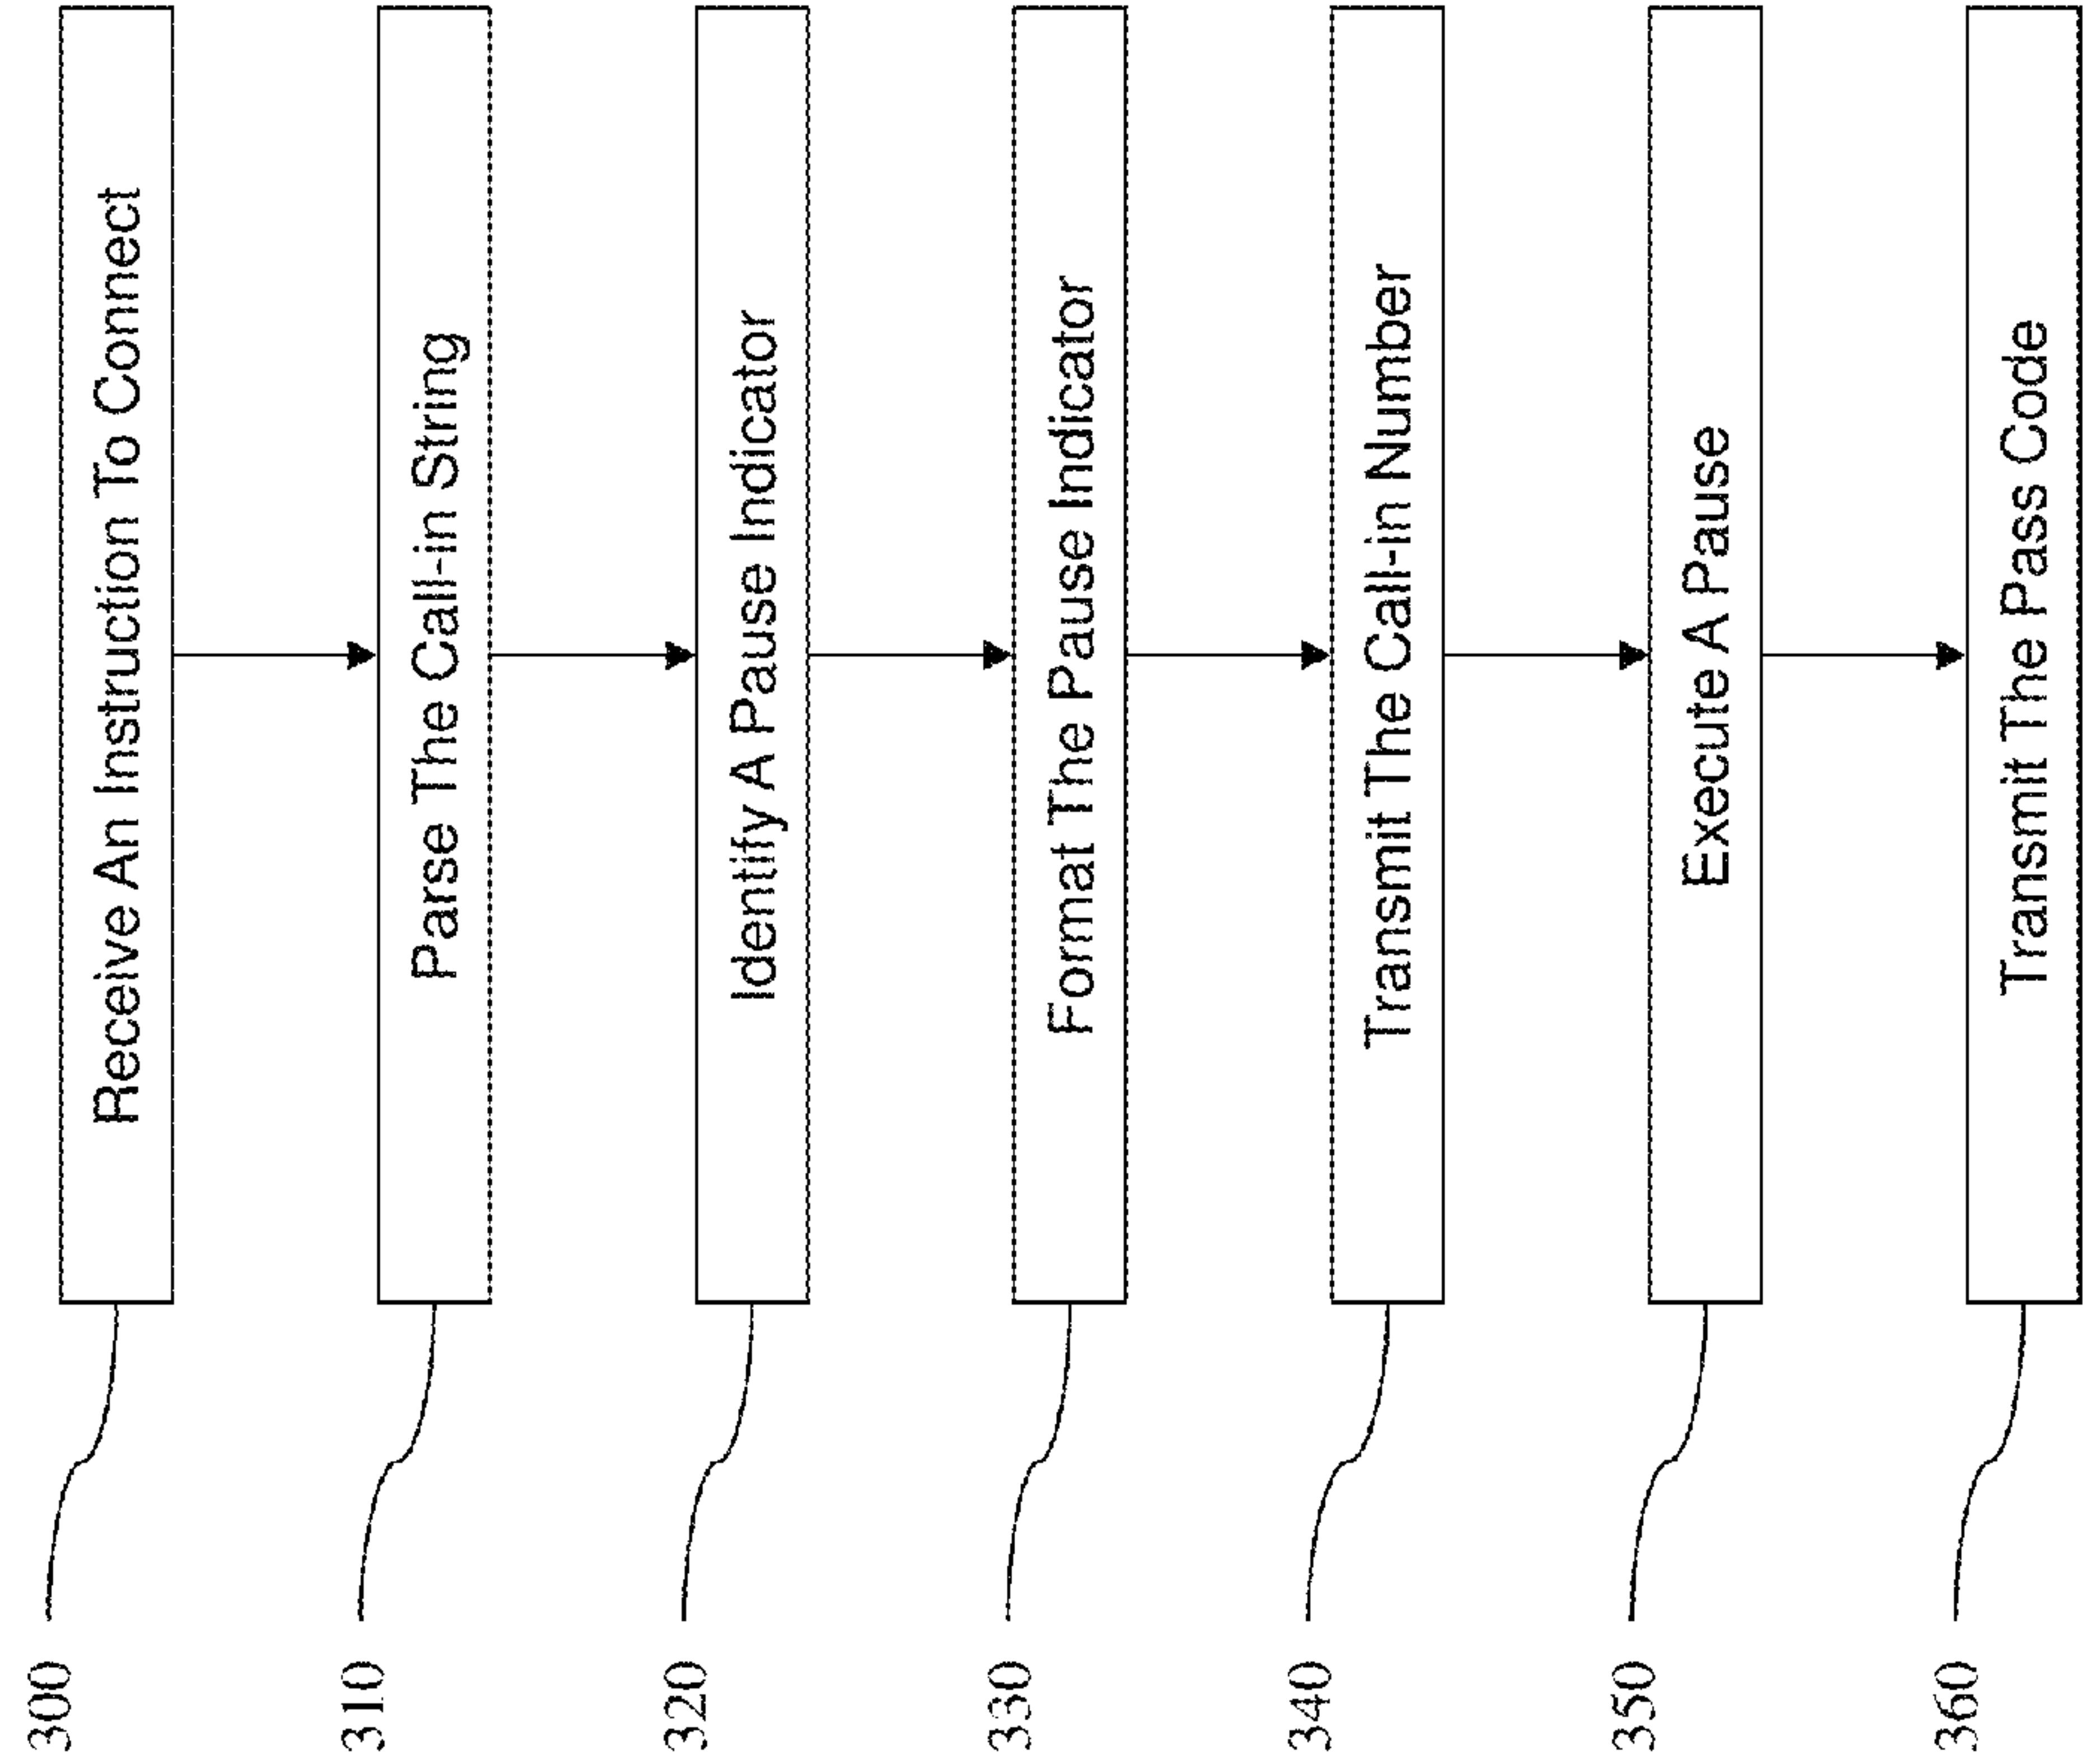 300 Receive An Instruction To Connect
310 Parse The Call-in String
320 Identify A Pause Indicator
330 Format The Pause Indicator
340 Transmit The Call-in Number
350 Execute A Pause
360 Transmit The Pass Code